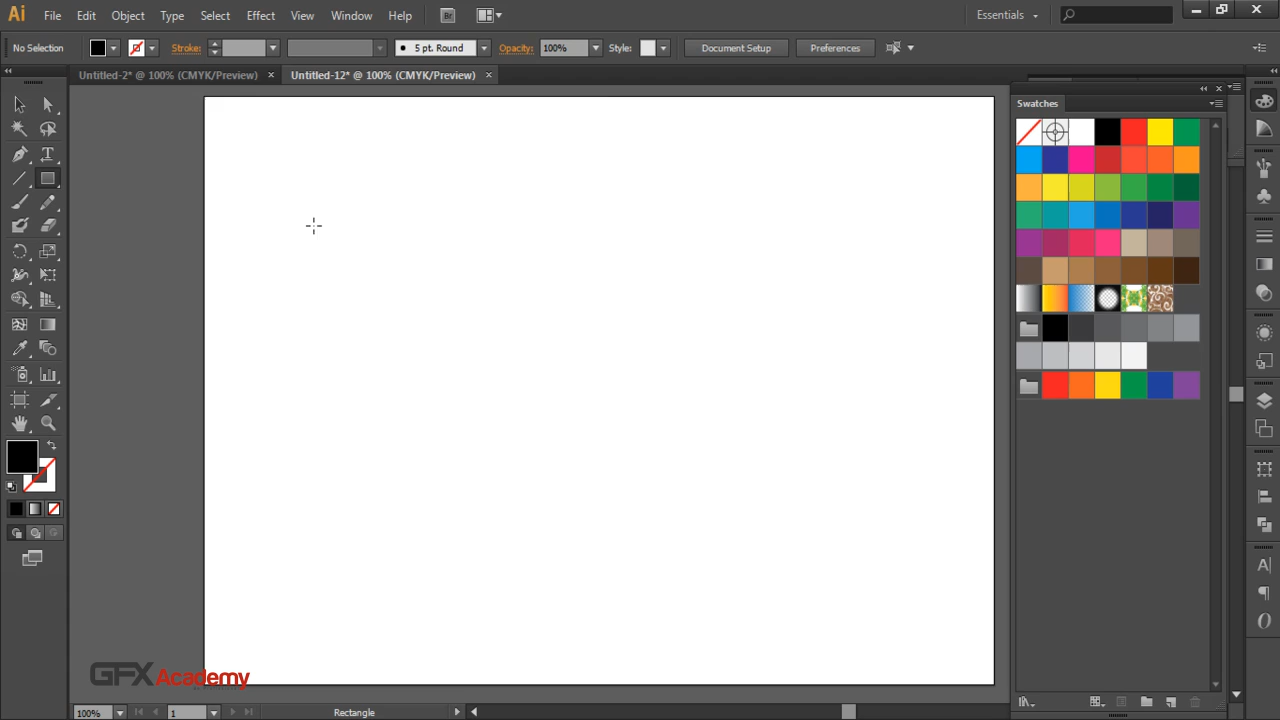 Ai File Edit Object Type Select Effect View Window Help Br Essentials
No Selection Stroke: 5 pt. Round Opacity: 100% Style: Document Setup Preferences
Untitled-2* @ 100% (CMYK/Preview) × Untitled-12* @ 100% (CMYK/Preview) ×
Swatches
GFX Academy
100% 1 Rectangle